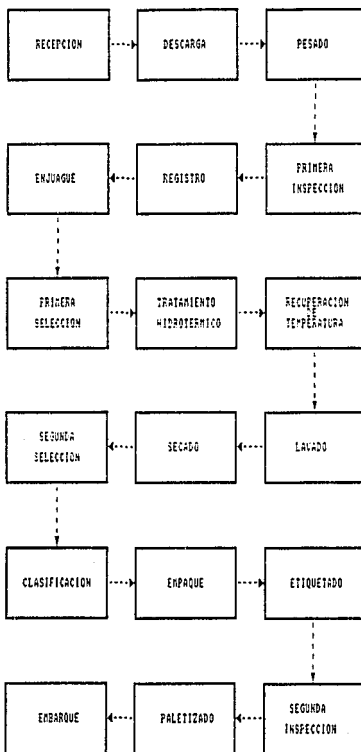 RECEPCION
DESCARGA
PESADO
PRIMERA
INSPECCION
REGISTRO
ENJUAGUE
PRIMERA
SELECCION
TRATAMIENTO
HIDROTERMICO
RECUPERACION
DE
TEMPERATURA
LAVADO
SECADO
SEGUNDA
SELECCION
CLASIFICACION
EMPAQUE
ETIQUETADO
SEGUNDA
INSPECCION
PALETIZADO
EMBARQUE